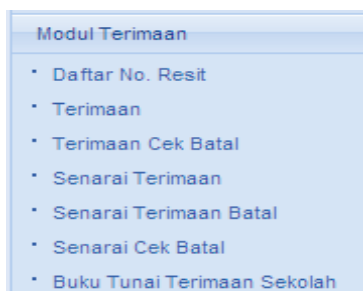 Modul Terimaan
Daftar No. Resit
Terimaan
Terimaan Cek Batal
Senarai Terimaan
Senarai Terimaan Batal
Senarai Cek Batal
Buku Tunai Terimaan Sekolah